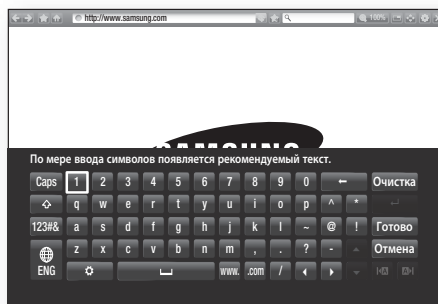 http://www.samsung.com 100%
SAMSUNG
По мере ввода символов появляется рекомендуемый текст.
Caps 1 2 3 4 5 6 7 8 9 0 ← Очистка
q w e r t y u i o p ^ *
123#& a s d f g h j k l ~ @ ! Готово
ENG z x c v b n m , . ? - Отмена
www. .com /